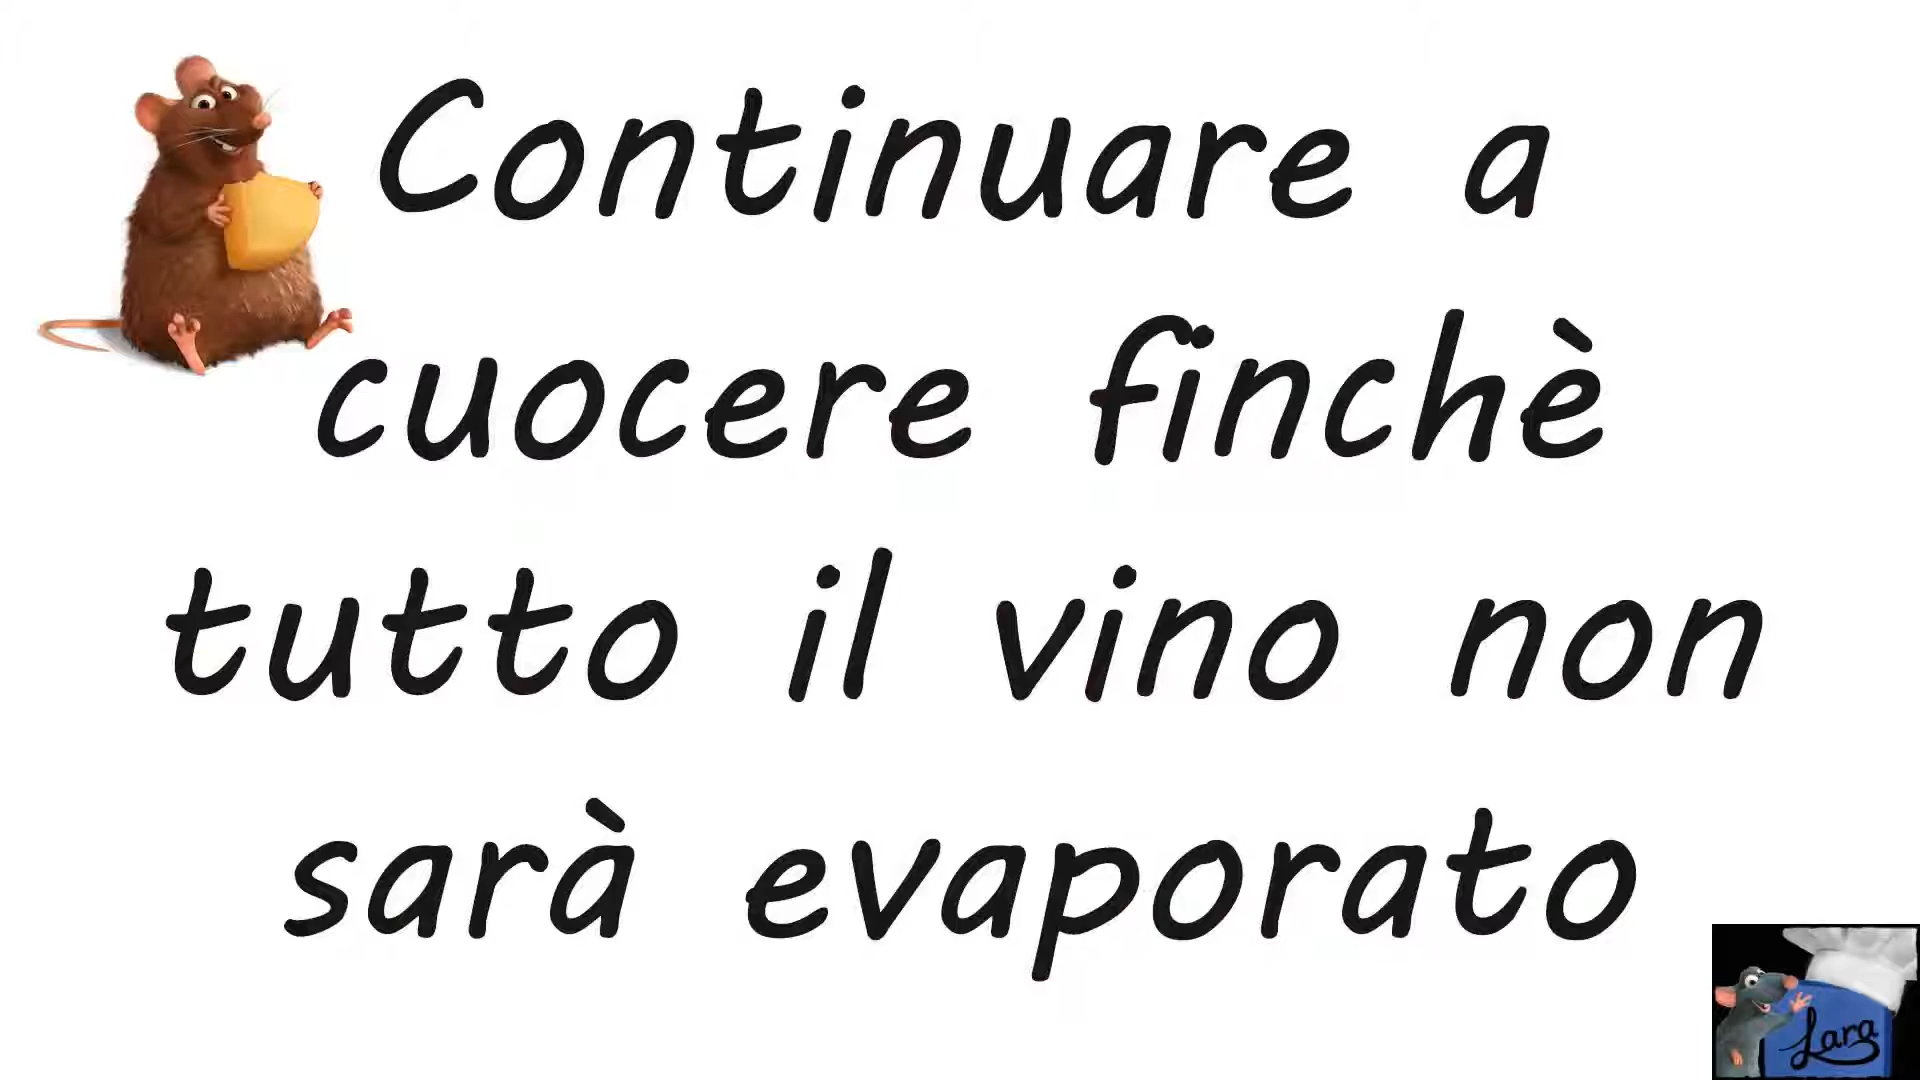 Continuare a
cuocere finchè
tutto il vino non
sarà evaporato
Lara